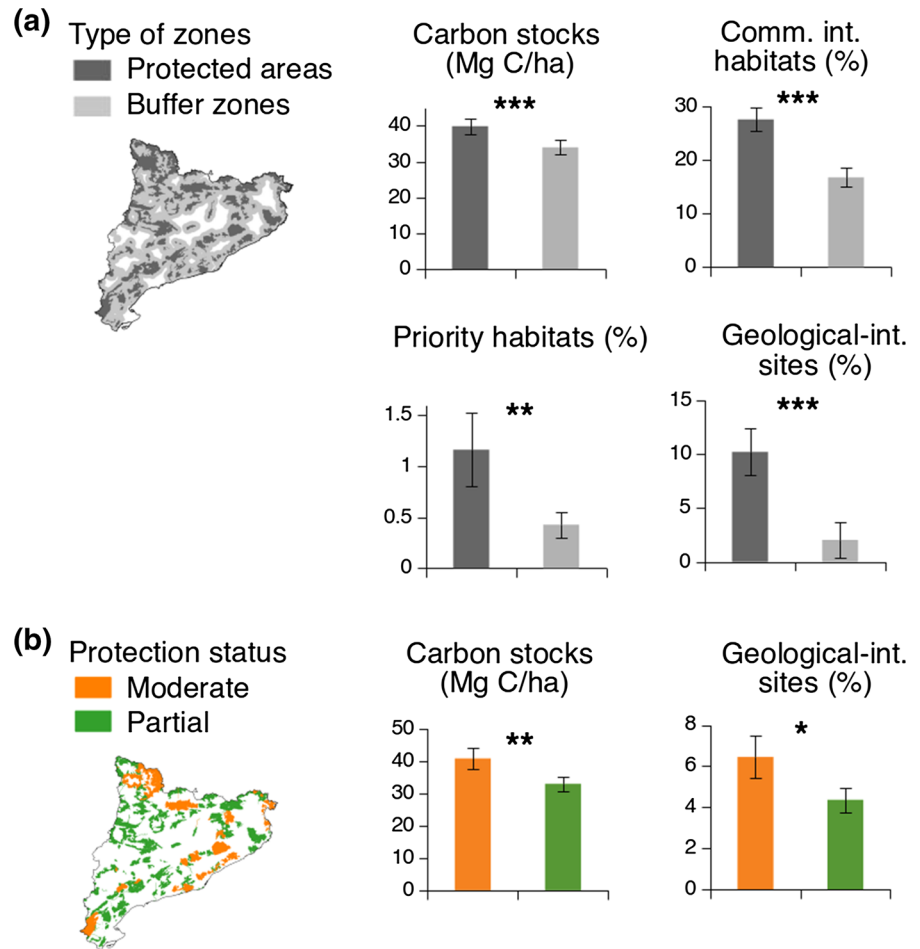 (a)
Type of zones
Protected areas
Buffer zones
Carbon stocks
(Mg C/ha)
***
40
30
20
10
0
Comm. int.
habitats (%)
***
30
20
10
0
Priority habitats (%)
**
1.5
1
0.5
0
Geological-int.
sites (%)
***
15
10
5
0
(b)
Protection status
Moderate
Partial
Carbon stocks
(Mg C/ha)
**
50
40
30
20
10
0
Geological-int.
sites (%)
*
8
6
4
2
0